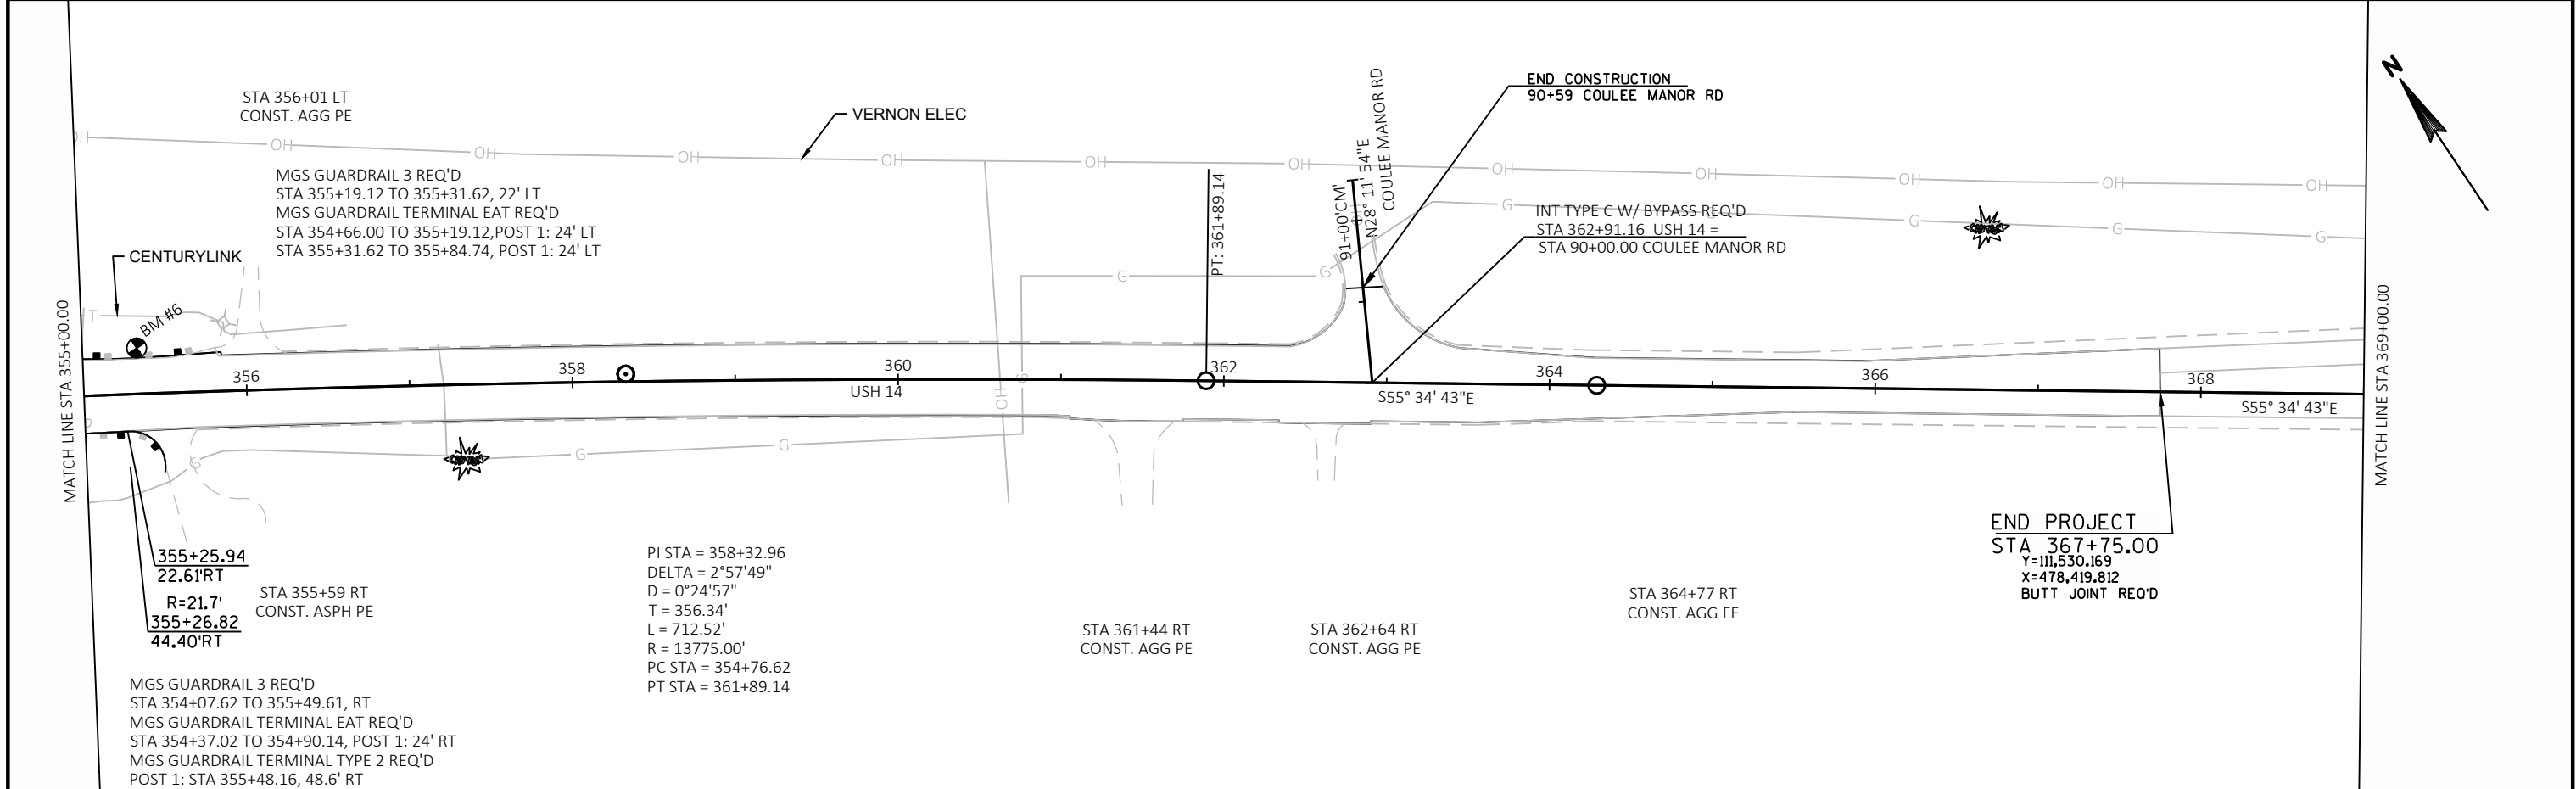 STA 356+01 LT
CONST. AGG PE
VERNON ELEC
END CONSTRUCTION
90+59 COULEE MANOR RD
N
OH OH OH OH OH OH OH OH OH OH OH OH
MGS GUARDRAIL 3 REQ'D
STA 355+19.12 TO 355+31.62, 22' LT
MGS GUARDRAIL TERMINAL EAT REQ'D
STA 354+66.00 TO 355+19.12,POST 1: 24' LT
STA 355+31.62 TO 355+84.74, POST 1: 24' LT
CENTURYLINK
PT: 361+89.14
91+00'CM'
N28° 11' 54"E
COULEE MANOR RD
INT TYPE C W/ BYPASS REQ'D
STA 362+91.16 USH 14 =
STA 90+00.00 COULEE MANOR RD
G G G G
G G
T
BM #6
MATCH LINE STA 355+00.00
MATCH LINE STA 369+00.00
356
358
360
362
364
366
368
USH 14
OH
G
S55° 34' 43"E
S55° 34' 43"E
G G G
355+25.94
22.61'RT
R=21.7'
355+26.82
44.40'RT
STA 355+59 RT
CONST. ASPH PE
PI STA = 358+32.96
DELTA = 2°57'49"
D = 0°24'57"
T = 356.34'
L = 712.52'
R = 13775.00'
PC STA = 354+76.62
PT STA = 361+89.14
STA 361+44 RT
CONST. AGG PE
STA 362+64 RT
CONST. AGG PE
STA 364+77 RT
CONST. AGG FE
END PROJECT
STA 367+75.00
Y=111,530.169
X=478,419.812
BUTT JOINT REQ'D
MGS GUARDRAIL 3 REQ'D
STA 354+07.62 TO 355+49.61, RT
MGS GUARDRAIL TERMINAL EAT REQ'D
STA 354+37.02 TO 354+90.14, POST 1: 24' RT
MGS GUARDRAIL TERMINAL TYPE 2 REQ'D
POST 1: STA 355+48.16, 48.6' RT